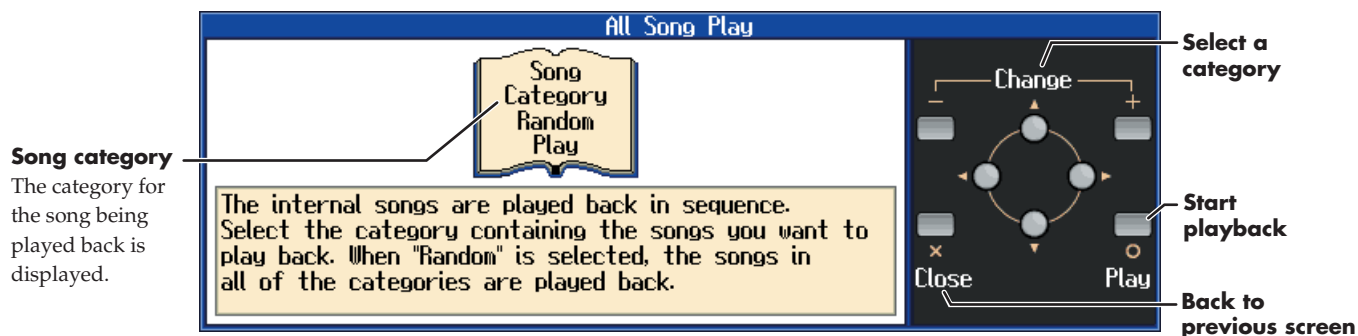 All Song Play
Song
Category
Random
Play
The internal songs are played back in sequence.
Select the category containing the songs you want to
play back. When "Random" is selected, the songs in
all of the categories are played back.
Song category
The category for
the song being
played back is
displayed.
Change
− +
× ○
Close Play
Select a
category
Start
playback
Back to
previous screen